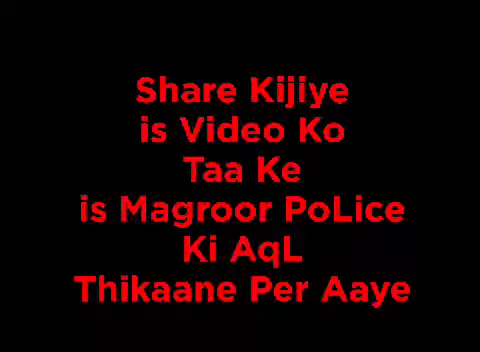 Share Kijiye
is Video Ko
Taa Ke
is Magroor PoLice
Ki AqL
Thikaane Per Aaye